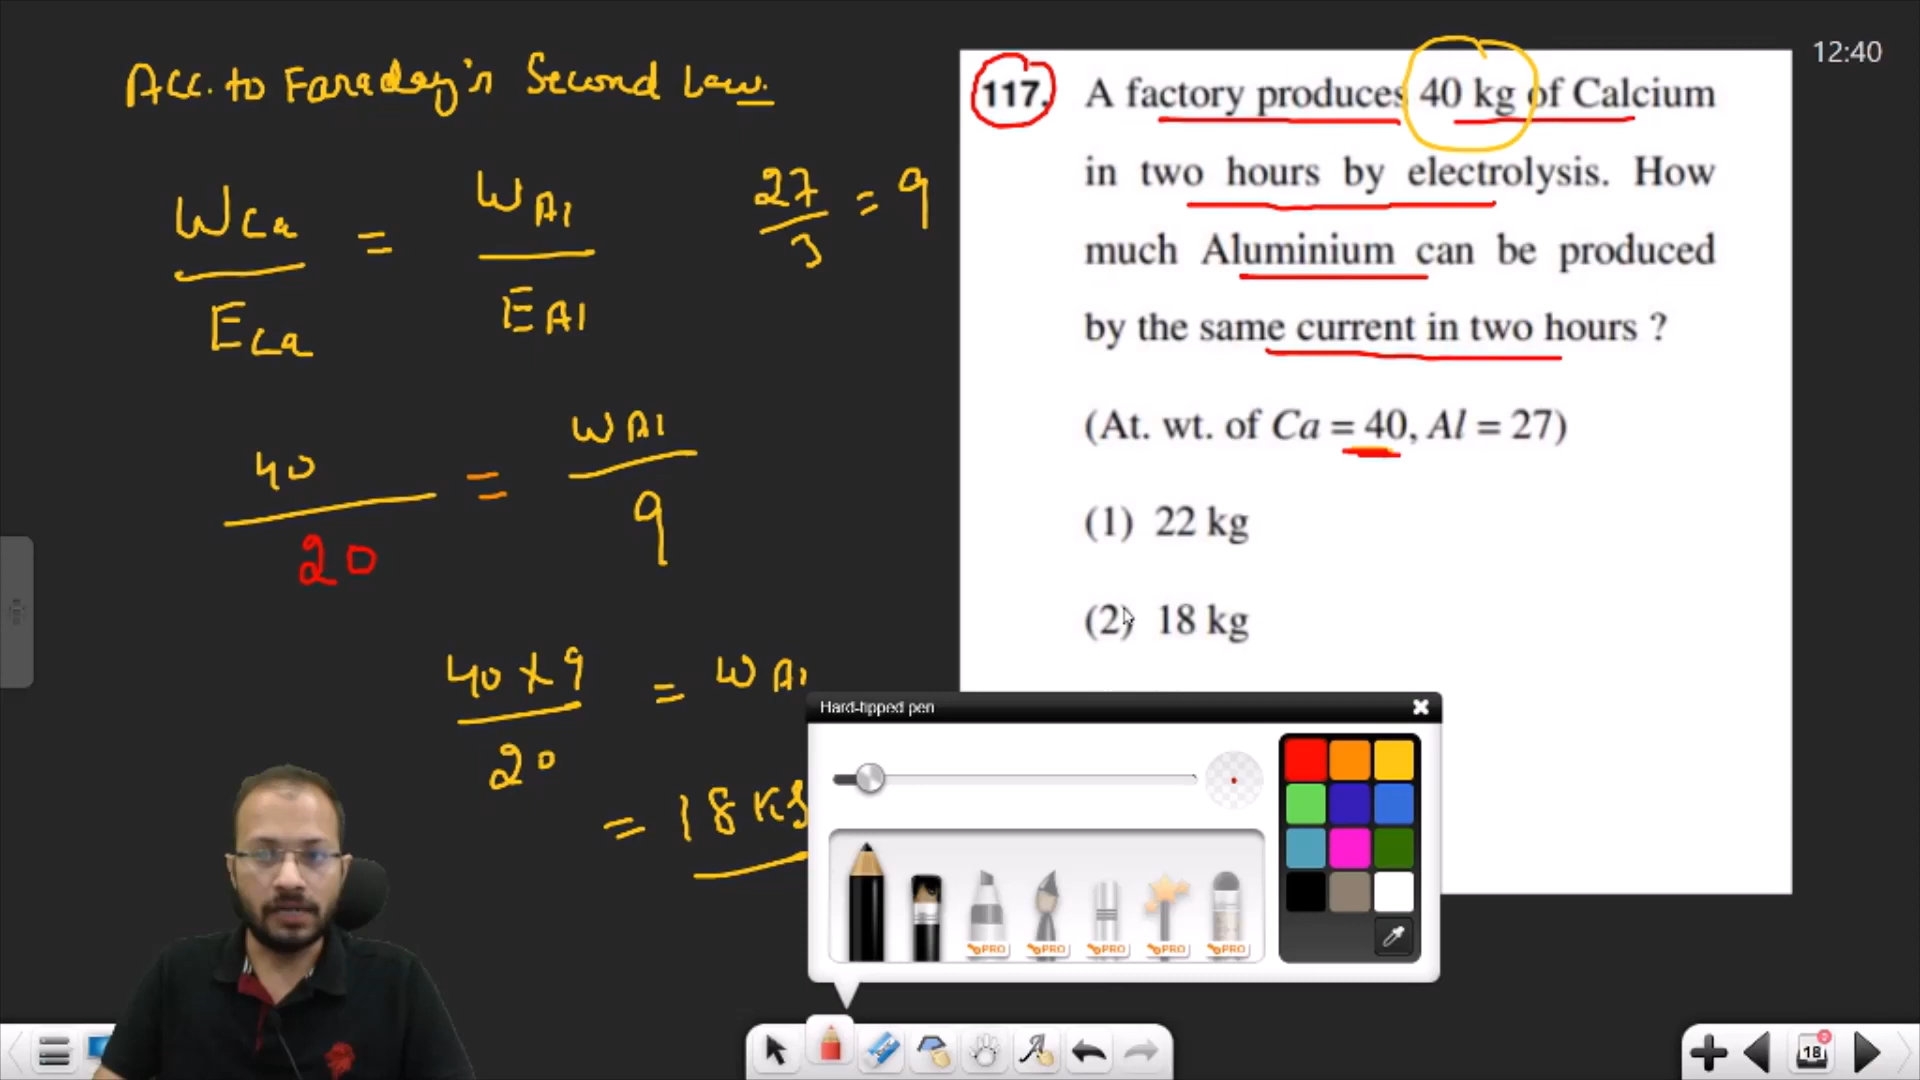 Acc. to Faraday's Second Law.
WCa / ECa = WAl / EAl
27 / 3 = 9
40 / 20 = WAl / 9
40 x 9 / 20 = WAl
= 18 Kg
12:40
117. A factory produces 40 kg of Calcium
in two hours by electrolysis. How
much Aluminium can be produced
by the same current in two hours ?
(At. wt. of Ca = 40, Al = 27)
(1) 22 kg
(2) 18 kg
Hard-tipped pen
PRO PRO PRO PRO PRO
18